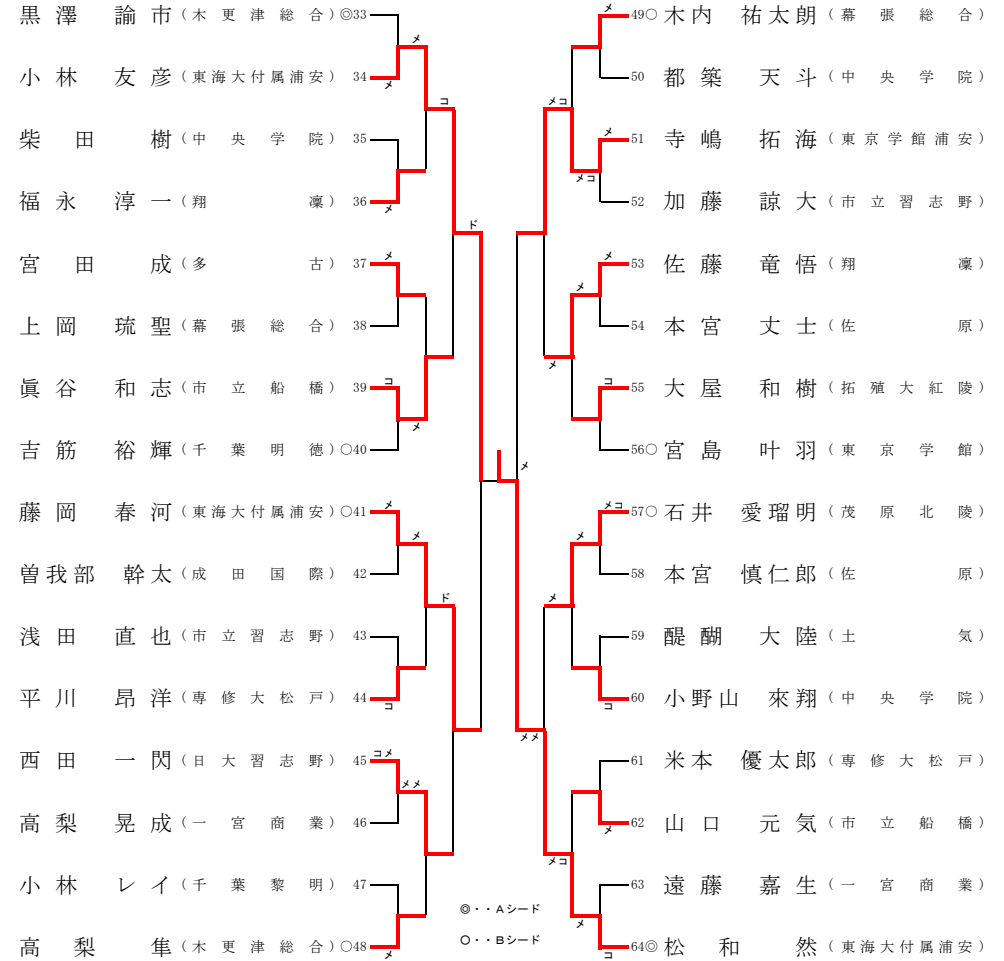 黒澤 諭市（木更津総合）◎33
メ
小林 友彦（東海大付属浦安）34
メ
コ
柴田 樹（中央学院）35
福永 淳一（翔凜）36
メ
ド
宮田 成（多古）37
メ
上岡 琉聖（幕張総合）38
眞谷 和志（市立船橋）39
コ
メ
吉筋 裕輝（千葉明徳）○40
藤岡 春河（東海大付属浦安）○41
メ
メ
曽我部 幹太（成田国際）42
ド
浅田 直也（市立習志野）43
平川 昂洋（専修大松戸）44
コ
西田 一閃（日大習志野）45
コメ
メメ
高梨 晃成（一宮商業）46
小林 レイ（千葉黎明）47
高梨 隼（木更津総合）○48
メ
メ
49○ 木内 祐太朗（幕張総合）
50 都築 天斗（中央学院）
メコ
メ
51 寺嶋 拓海（東京学館浦安）
メコ
52 加藤 諒大（市立習志野）
メ
53 佐藤 竜悟（翔凜）
メ
54 本宮 丈士（佐原）
メ
コ
55 大屋 和樹（拓殖大紅陵）
56○ 宮島 叶羽（東京学館）
メ
メコ
57○ 石井 愛瑠明（茂原北陵）
メ
58 本宮 慎仁郎（佐原）
メ
59 醍醐 大陸（土気）
60 小野山 來翔（中央学院）
コ
メメ
61 米本 優太郎（専修大松戸）
62 山口 元気（市立船橋）
メ
メコ
63 遠藤 嘉生（一宮商業）
メ
64◎ 松和 然（東海大付属浦安）
コ
◎・・Aシード
○・・Bシード